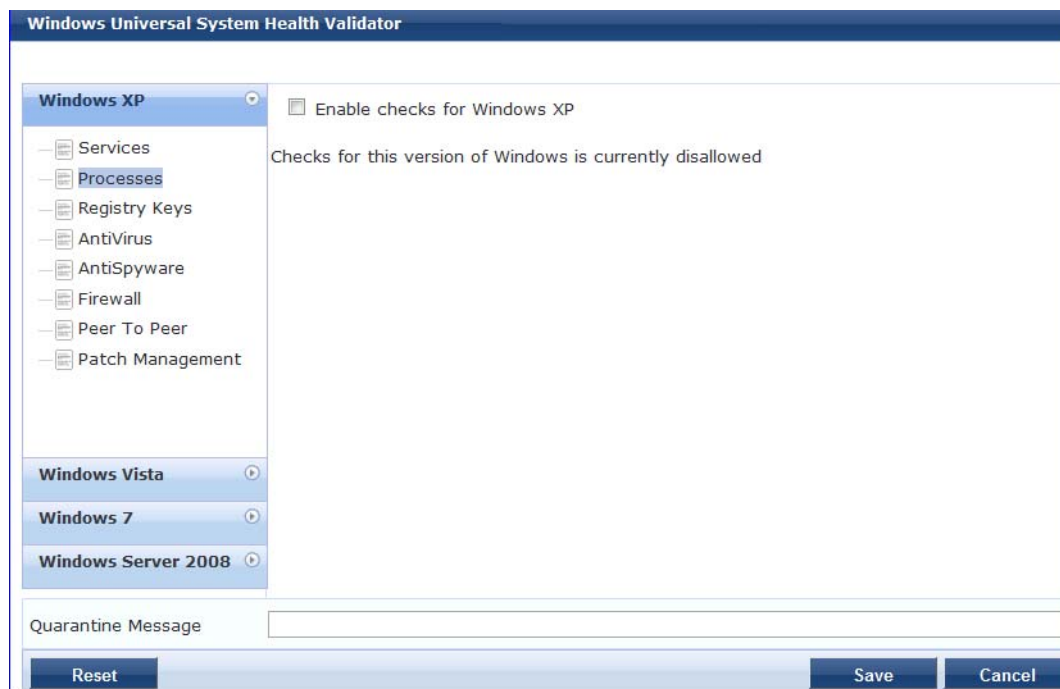 Windows Universal System Health Validator
Windows XP
Services
Processes
Registry Keys
AntiVirus
AntiSpyware
Firewall
Peer To Peer
Patch Management
Windows Vista
Windows 7
Windows Server 2008
Enable checks for Windows XP
Checks for this version of Windows is currently disallowed
Quarantine Message
Reset
Save
Cancel